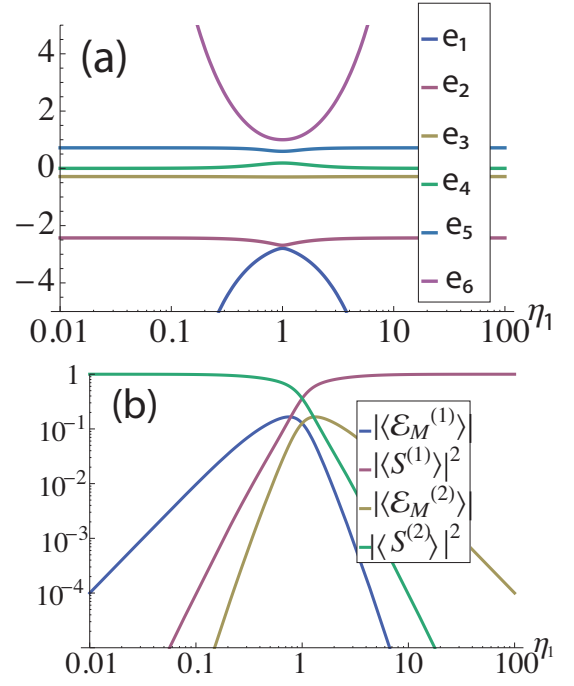 (a)
4
2
0
−2
−4
e₁
e₂
e₃
e₄
e₅
e₆
0.01 0.1 1 10 100 η₁
(b)
1
10⁻¹
10⁻²
10⁻³
10⁻⁴
|⟨ℰ_M⁽¹⁾⟩|
|⟨S⁽¹⁾⟩|²
|⟨ℰ_M⁽²⁾⟩|
|⟨S⁽²⁾⟩|²
0.01 0.1 1 10 100 η₁